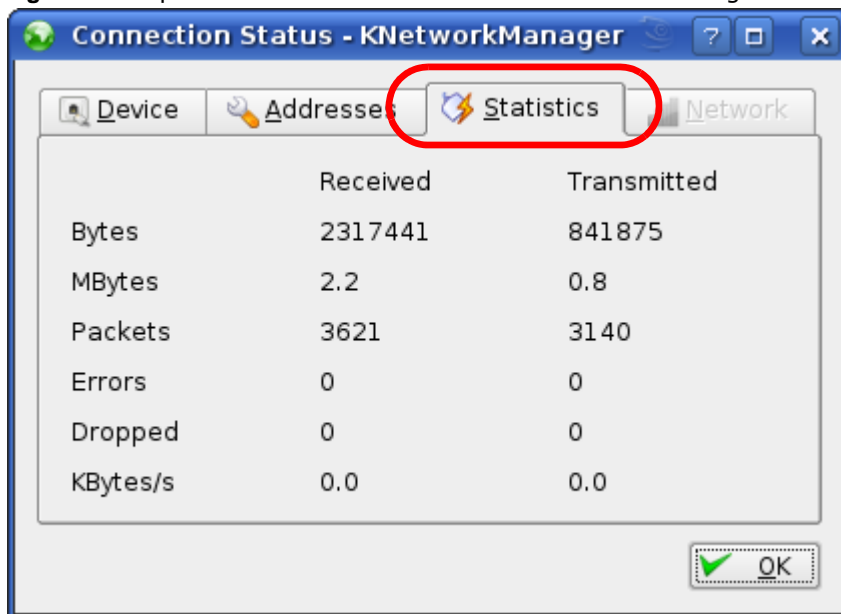 Connection Status - KNetworkManager
Device Addresses Statistics Network
Received Transmitted
Bytes 2317441 841875
MBytes 2.2 0.8
Packets 3621 3140
Errors 0 0
Dropped 0 0
KBytes/s 0.0 0.0
OK